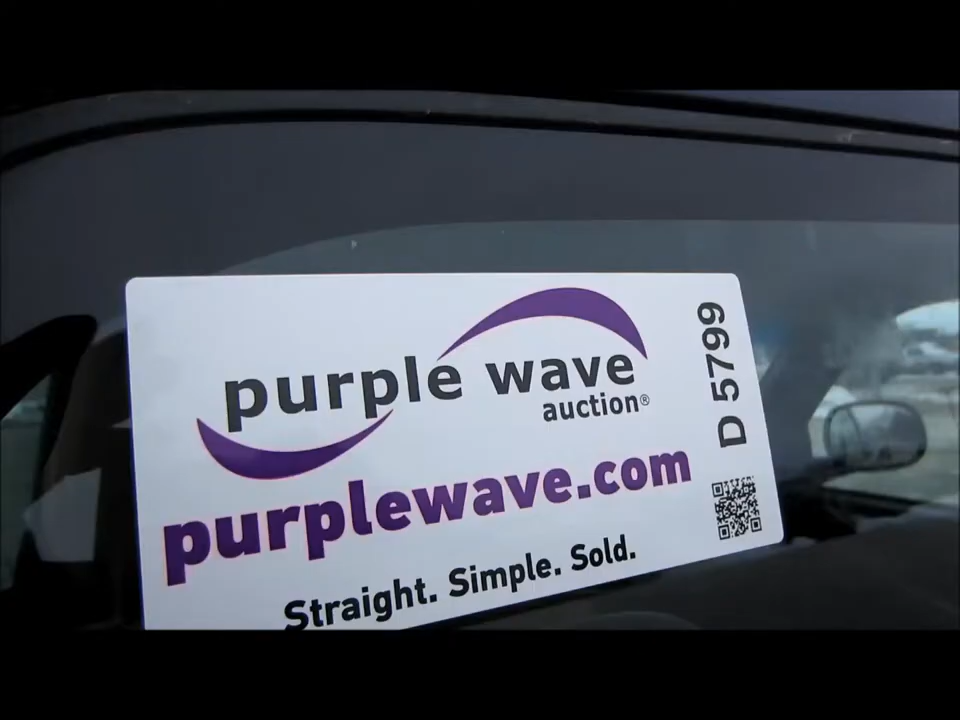 purple wave
auction®
purplewave.com
Straight. Simple. Sold.
D 5799